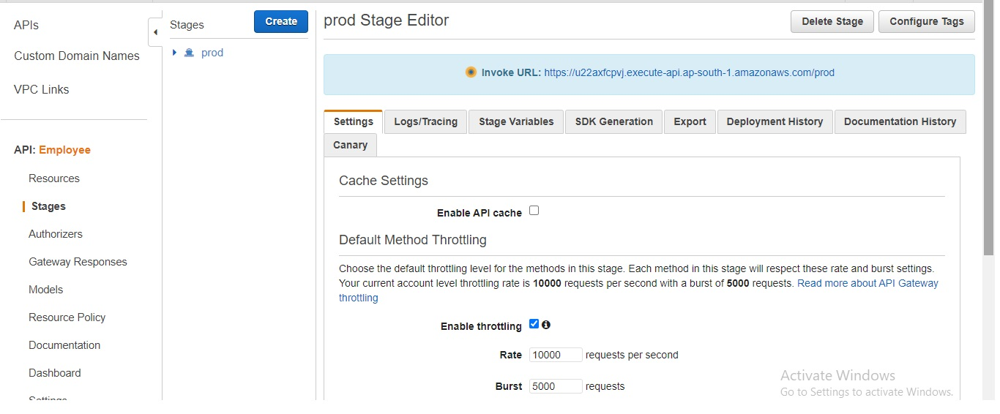 APIs
Custom Domain Names
VPC Links
API: Employee
Resources
Stages
Authorizers
Gateway Responses
Models
Resource Policy
Documentation
Dashboard
Settings
Stages
Create
prod
prod Stage Editor
Delete Stage
Configure Tags
Invoke URL: https://u22axfcpvj.execute-api.ap-south-1.amazonaws.com/prod
Settings
Logs/Tracing
Stage Variables
SDK Generation
Export
Deployment History
Documentation History
Canary
Cache Settings
Enable API cache
Default Method Throttling
Choose the default throttling level for the methods in this stage. Each method in this stage will respect these rate and burst settings.
Your current account level throttling rate is 10000 requests per second with a burst of 5000 requests. Read more about API Gateway
throttling
Enable throttling
Rate 10000 requests per second
Burst 5000 requests
Activate Windows
Go to Settings to activate Windows.